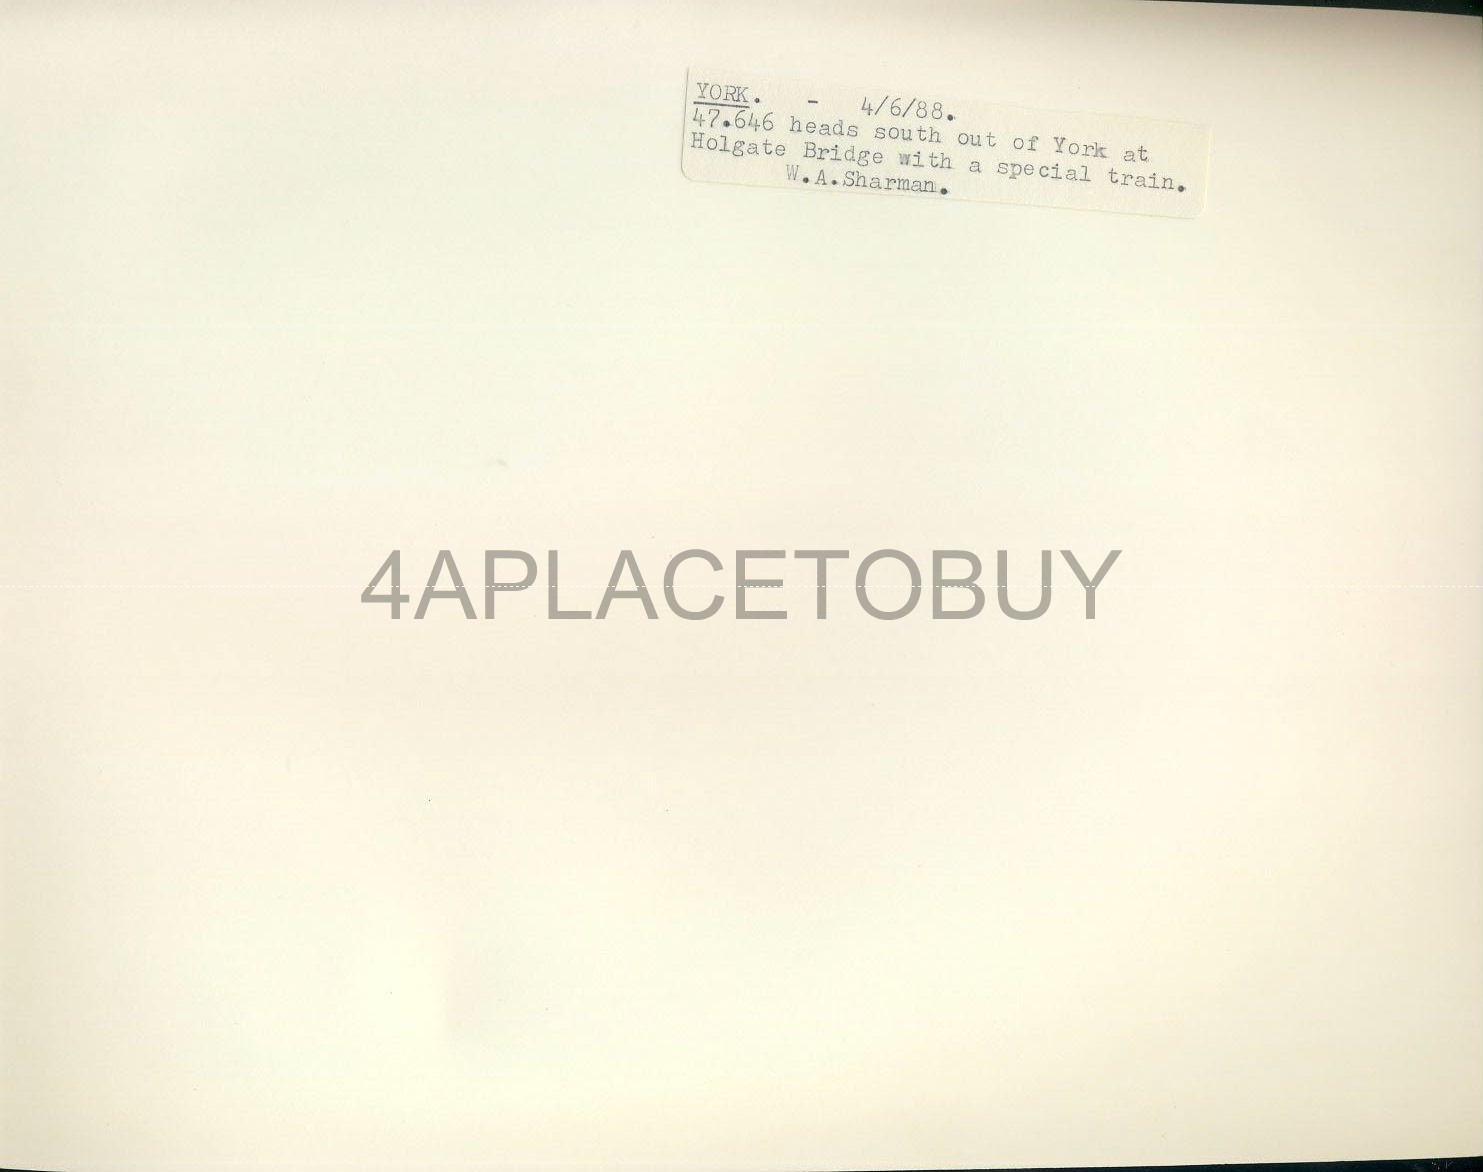 YORK. - 4/6/88.
47.646 heads south out of York at
Holgate Bridge with a special train.
W.A.Sharman.
4APLACETOBUY